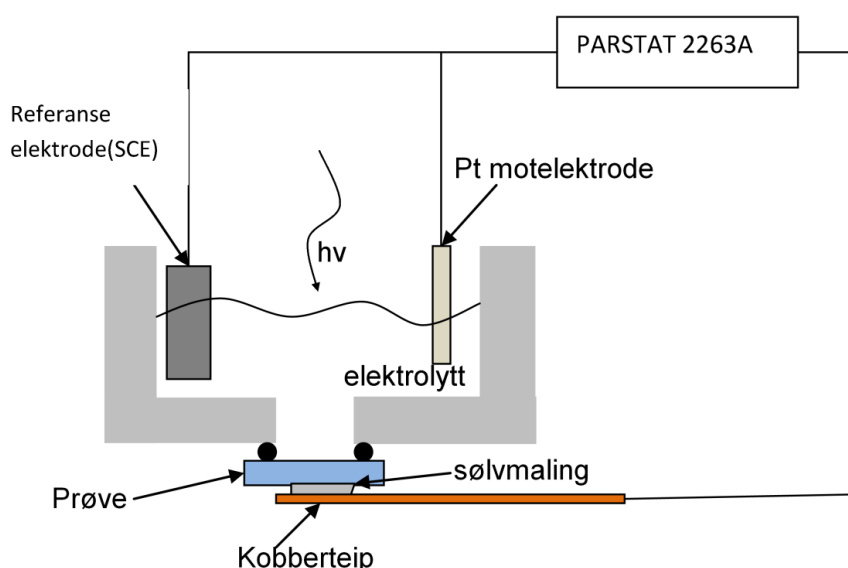 PARSTAT 2263A
Referanse
elektrode(SCE)
Pt motelektrode
hv
elektrolytt
sølvmaling
Prøve
Kobberteip